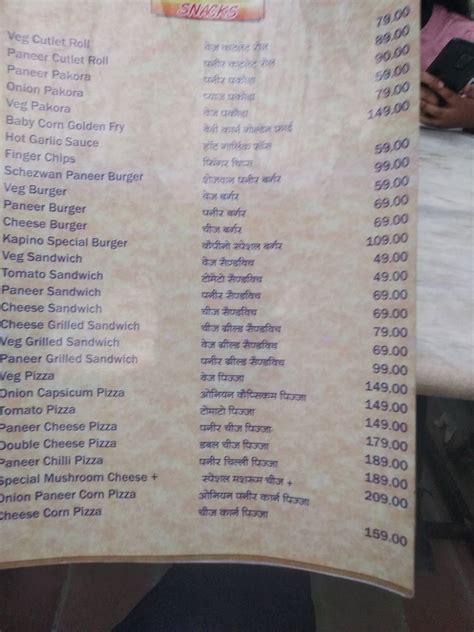 SNACKS
Veg Cutlet Roll वेज कटलेट रोल 79.00
Paneer Cutlet Roll पनीर कटलेट रोल 89.00
Paneer Pakora पनीर पकोडा 90.00
Onion Pakora प्याज पकोडा 59.00
Veg Pakora वेज पकोडा 79.00
Baby Corn Golden Fry बेबी कार्न गोल्डेन फ्राई 149.00
Hot Garlic Sauce हॉट गार्लिक सॉस
Finger Chips फिंगर चिप्स 59.00
Schezwan Paneer Burger शेजवान पनीर बर्गर 99.00
Veg Burger वेज बर्गर 59.00
Paneer Burger पनीर बर्गर 69.00
Cheese Burger चीज बर्गर 69.00
Kapino Special Burger कैपीनो स्पेशल बर्गर 109.00
Veg Sandwich वेज सैण्डविच 49.00
Tomato Sandwich टोमेटो सैण्डविच 49.00
Paneer Sandwich पनीर सैण्डविच 69.00
Cheese Sandwich चीज सैण्डविच 69.00
Cheese Grilled Sandwich चीज ग्रील्ड सैण्डविच 79.00
Veg Grilled Sandwich वेज ग्रील्ड सैण्डविच 69.00
Paneer Grilled Sandwich पनीर ग्रील्ड सैण्डविच 99.00
Veg Pizza वेज पिज्जा 149.00
Onion Capsicum Pizza ओनियन कैप्सिकम पिज्जा 149.00
Tomato Pizza टोमाटो पिज्जा 149.00
Paneer Cheese Pizza पनीर चीज पिज्जा 179.00
Double Cheese Pizza डबल चीज पिज्जा 189.00
Paneer Chilli Pizza पनीर चिल्ली पिज्जा 189.00
Special Mushroom Cheese + स्पेशल मशरूम चीज + 209.00
Onion Paneer Corn Pizza ओनियन पनीर कार्न पिज्जा
Cheese Corn Pizza चीज कार्न पिज्जा 159.00